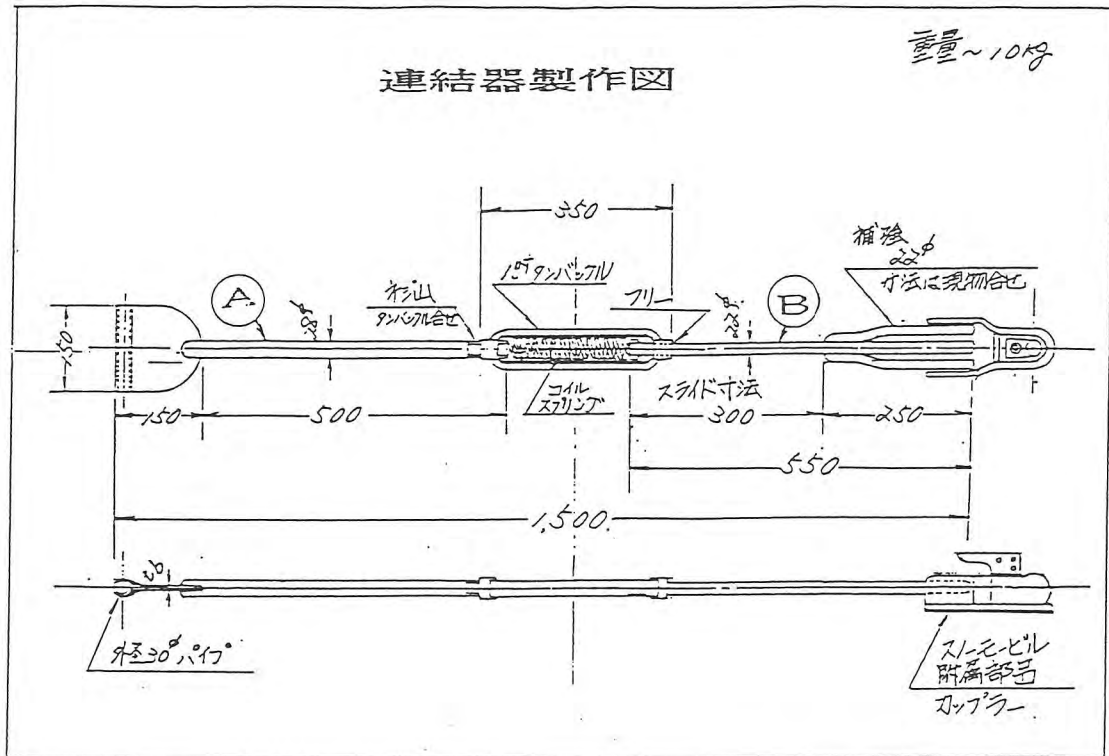 重量~10kg
連結器製作図
350
補強
22φ
寸法は現物合せ
タンバックル
フリー
ネジ山
タンバックル合せ
A
B
28φ
22φ
150
コイル
スプリング
スライド寸法
150
500
300
250
550
1,500.
外径30φパイプ
スノーモービル
附属部品
カップラー